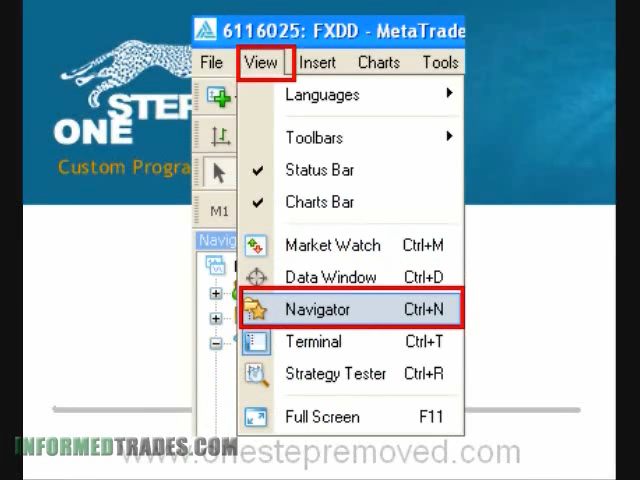 6116025: FXDD - MetaTrade
File View Insert Charts Tools
Languages
Toolbars
Status Bar
Charts Bar
M1
Navig
Market Watch Ctrl+M
Data Window Ctrl+D
Navigator Ctrl+N
Terminal Ctrl+T
Strategy Tester Ctrl+R
Full Screen F11
ONE
STEP
Custom Progra
INFORMEDTRADES.COM
www.onestepremoved.com